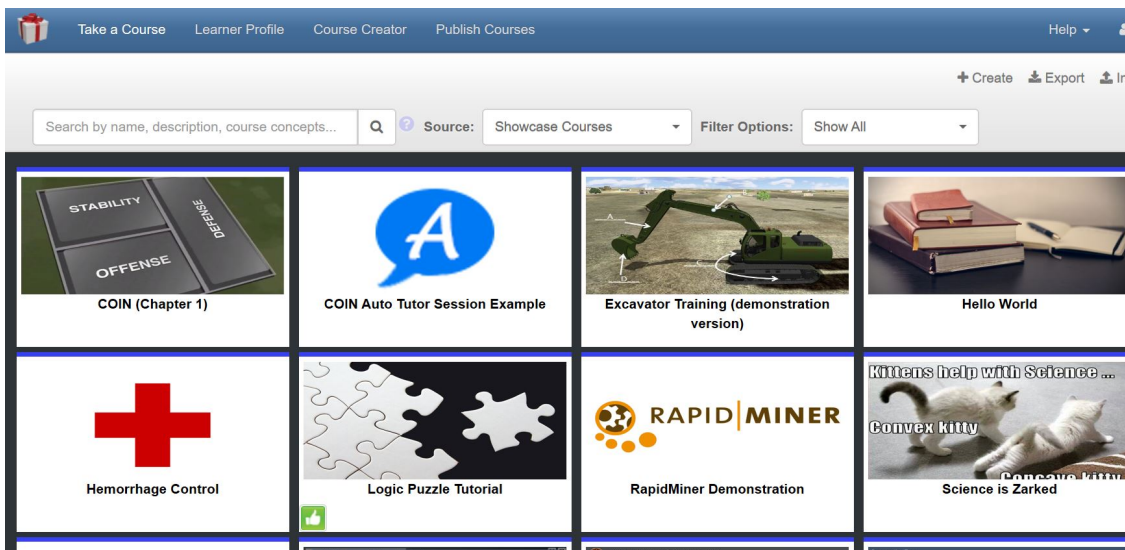 Take a Course Learner Profile Course Creator Publish Courses Help
Create Export
Search by name, description, course concepts... Source: Showcase Courses Filter Options: Show All
STABILITY
DEFENSE
OFFENSE
A
COIN (Chapter 1) COIN Auto Tutor Session Example Excavator Training (demonstration Hello World
version)
RAPID MINER
Kittens help with Science ...
Convex kitty
Concave kitty
Hemorrhage Control Logic Puzzle Tutorial RapidMiner Demonstration Science is Zarked